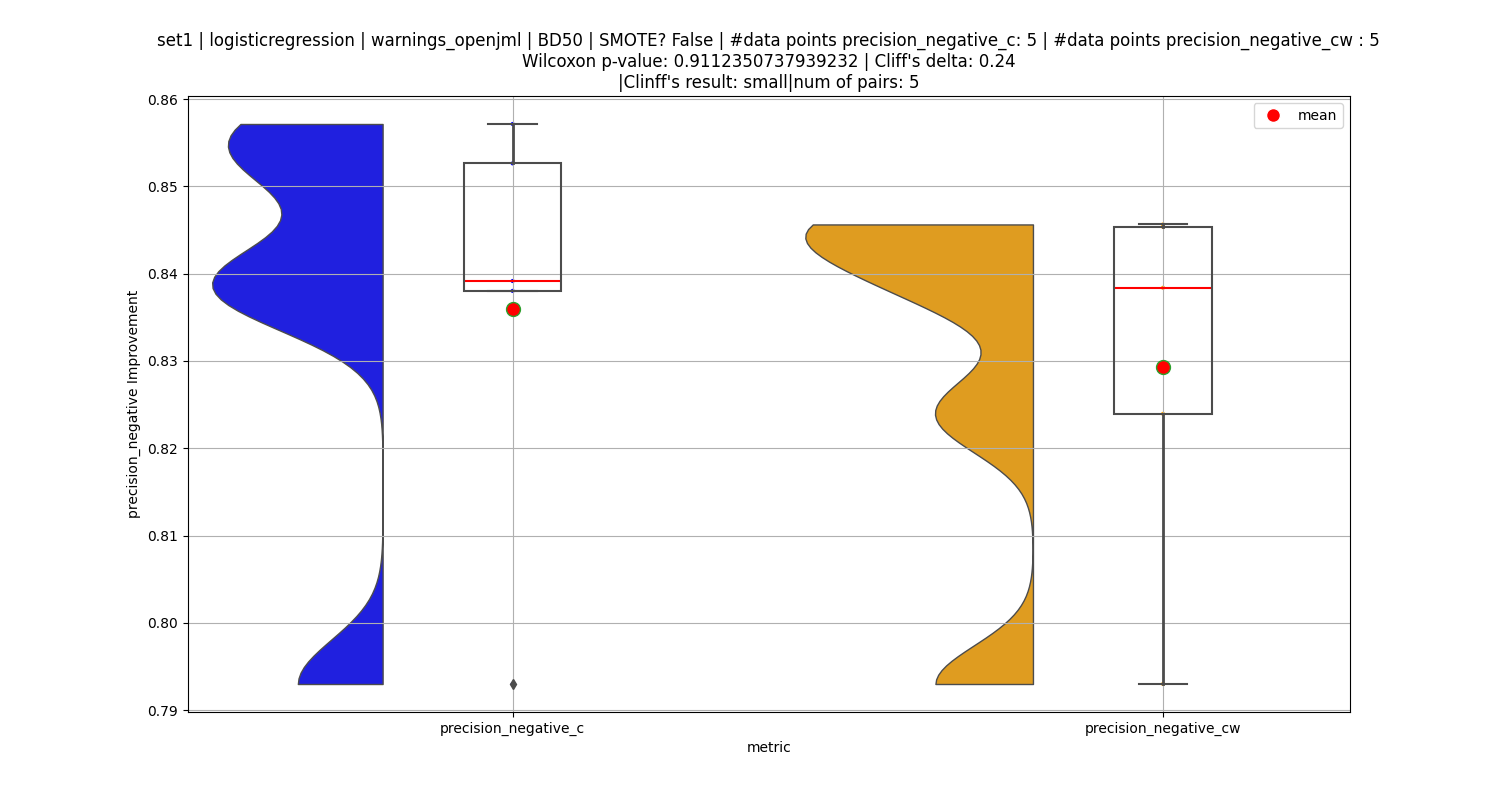 set1 | logisticregression | warnings_openjml | BD50 | SMOTE? False | #data points precision_negative_c: 5 | #data points precision_negative_cw : 5
Wilcoxon p-value: 0.9112350737939232 | Cliff's delta: 0.24
|Clinff's result: small|num of pairs: 5
mean
0.86
0.85
0.84
0.83
0.82
0.81
0.80
0.79
precision_negative Improvement
precision_negative_c
precision_negative_cw
metric